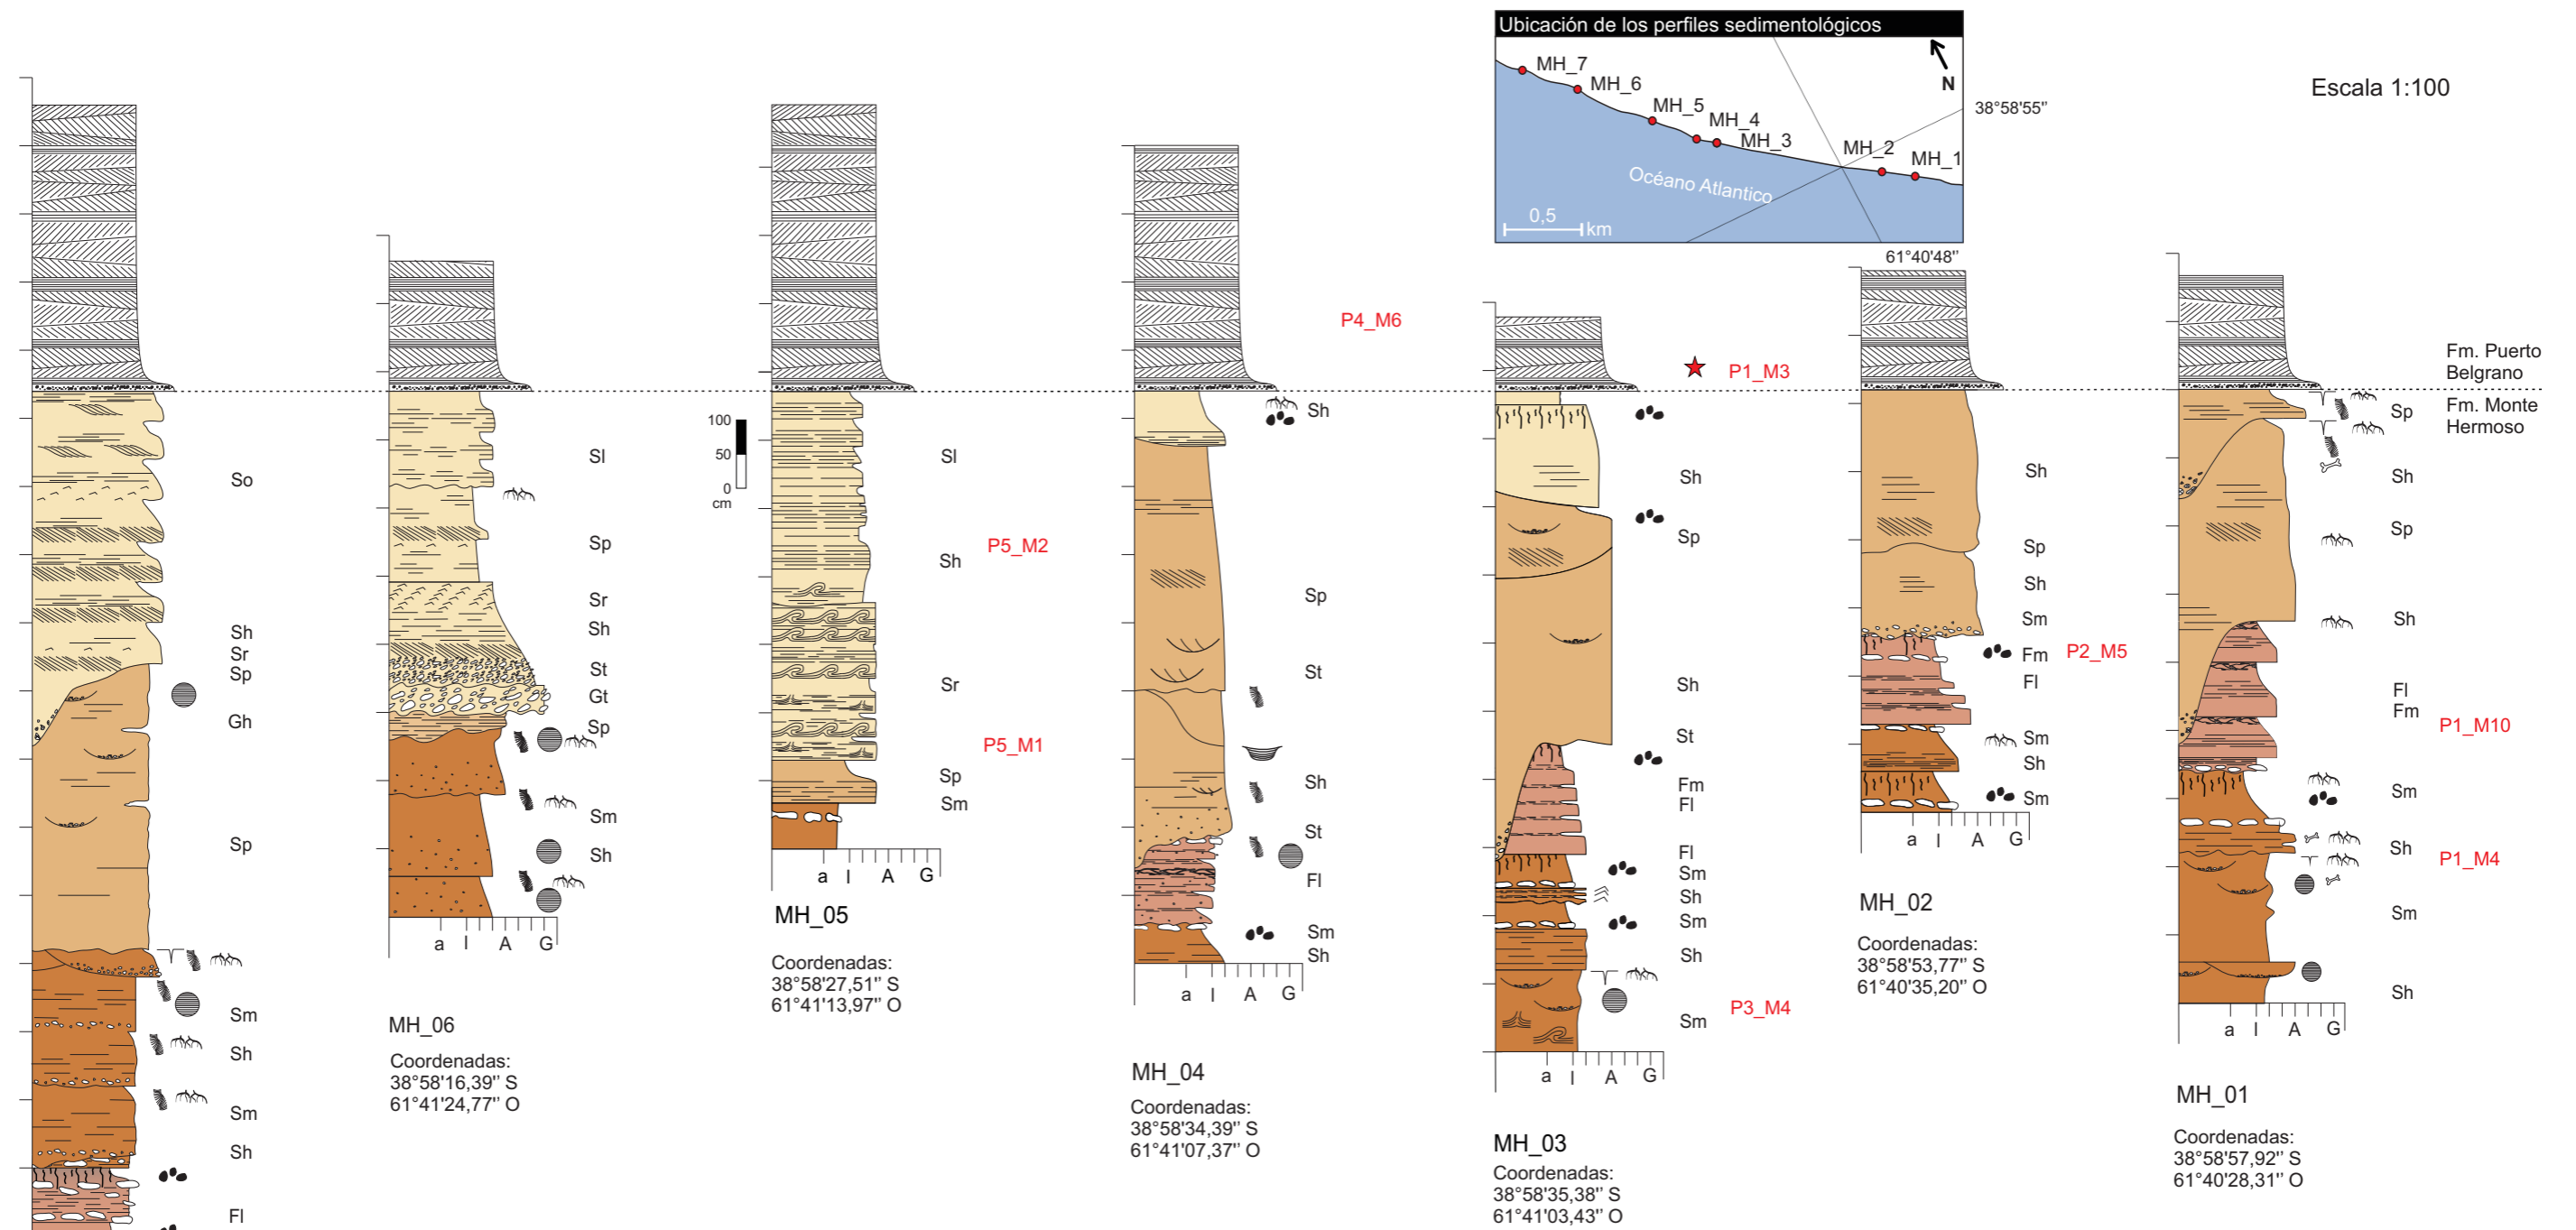 Ubicación de los perfiles sedimentológicos
MH_7
MH_6
MH_5
MH_4
MH_3
MH_2
MH_1
N
Océano Atlantico
0,5
km
38°58'55''
61°40'48''
Escala 1:100
Fm. Puerto
Belgrano
Fm. Monte
Hermoso
So
Sh
Sr
Sp
Gh
Sp
Sm
Sh
Sm
Sh
Fl
Sl
Sp
Sr
Sh
St
Gt
Sp
Sm
Sh
a l A G
MH_06
Coordenadas:
38°58'16,39'' S
61°41'24,77'' O
100
50
0
cm
Sl
P5_M2
Sh
Sr
P5_M1
Sp
Sm
a l A G
MH_05
Coordenadas:
38°58'27,51'' S
61°41'13,97'' O
P4_M6
Sh
Sp
St
Sh
St
Fl
Sm
Sh
a l A G
MH_04
Coordenadas:
38°58'34,39'' S
61°41'07,37'' O
P1_M3
Sh
Sp
Sh
St
Fm
Fl
Fl
Sm
Sh
Sm
Sh
P3_M4
Sm
a l A G
MH_03
Coordenadas:
38°58'35,38'' S
61°41'03,43'' O
Sh
Sp
Sh
Sm
Fm P2_M5
Fl
Sm
Sh
Sm
a l A G
MH_02
Coordenadas:
38°58'53,77'' S
61°40'35,20'' O
Sp
Sh
Sp
Sh
Fl
Fm
P1_M10
Sm
Sh
P1_M4
Sm
Sh
a l A G
MH_01
Coordenadas:
38°58'57,92'' S
61°40'28,31'' O